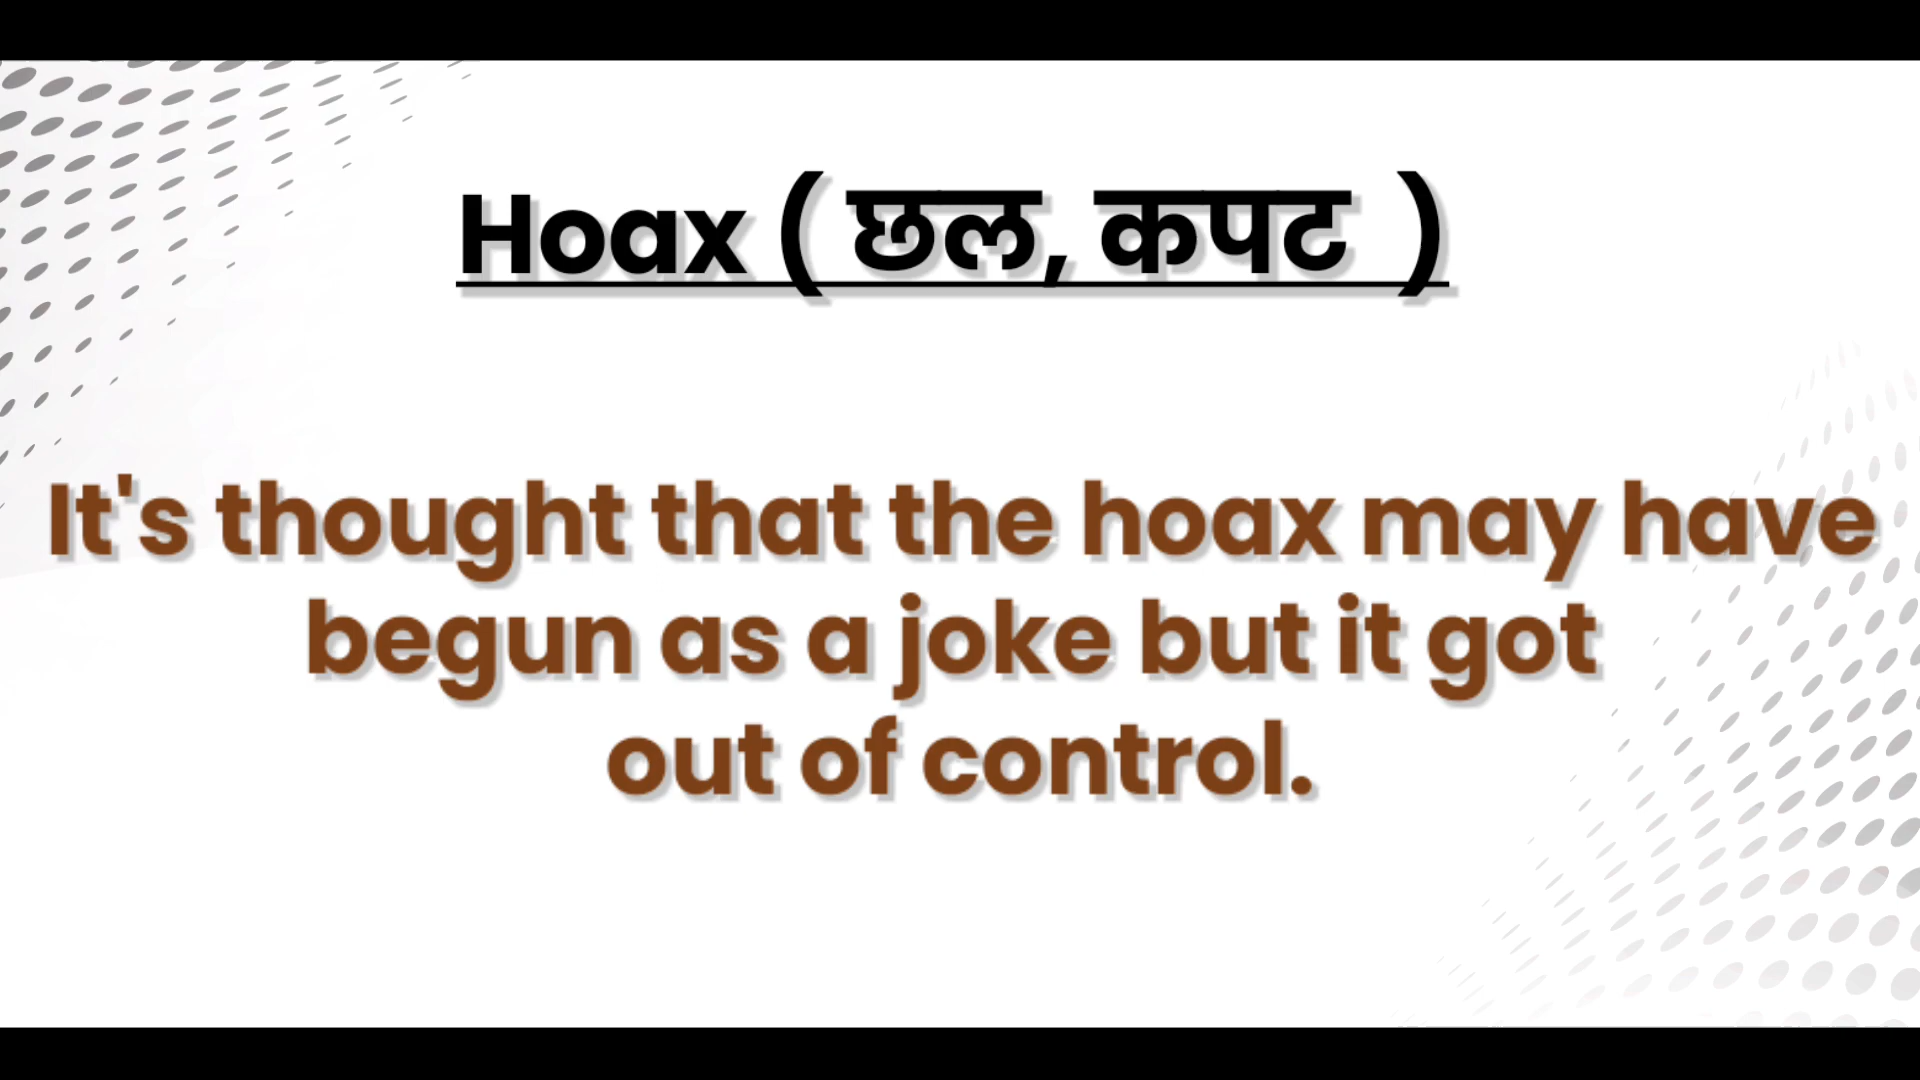 Hoax ( छल, कपट )
It's thought that the hoax may have
begun as a joke but it got
out of control.